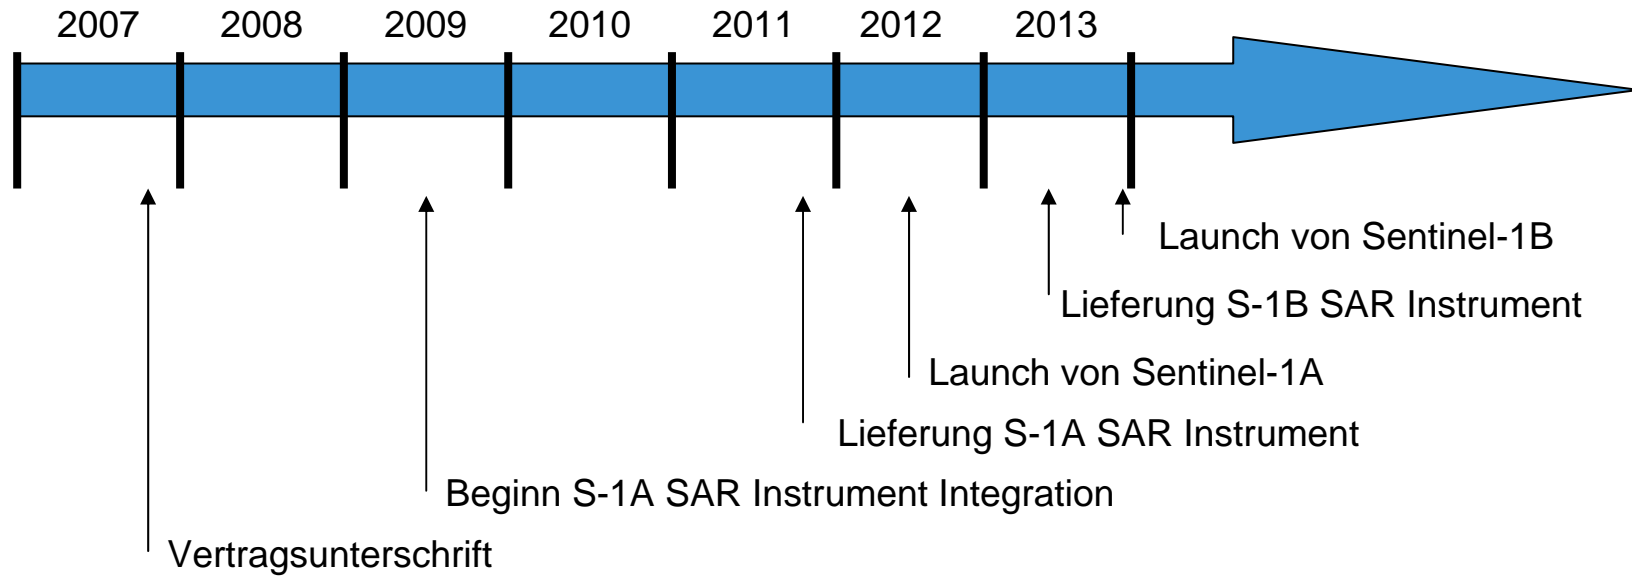 2007 2008 2009 2010 2011 2012 2013
Launch von Sentinel-1B
Lieferung S-1B SAR Instrument
Launch von Sentinel-1A
Lieferung S-1A SAR Instrument
Beginn S-1A SAR Instrument Integration
Vertragsunterschrift